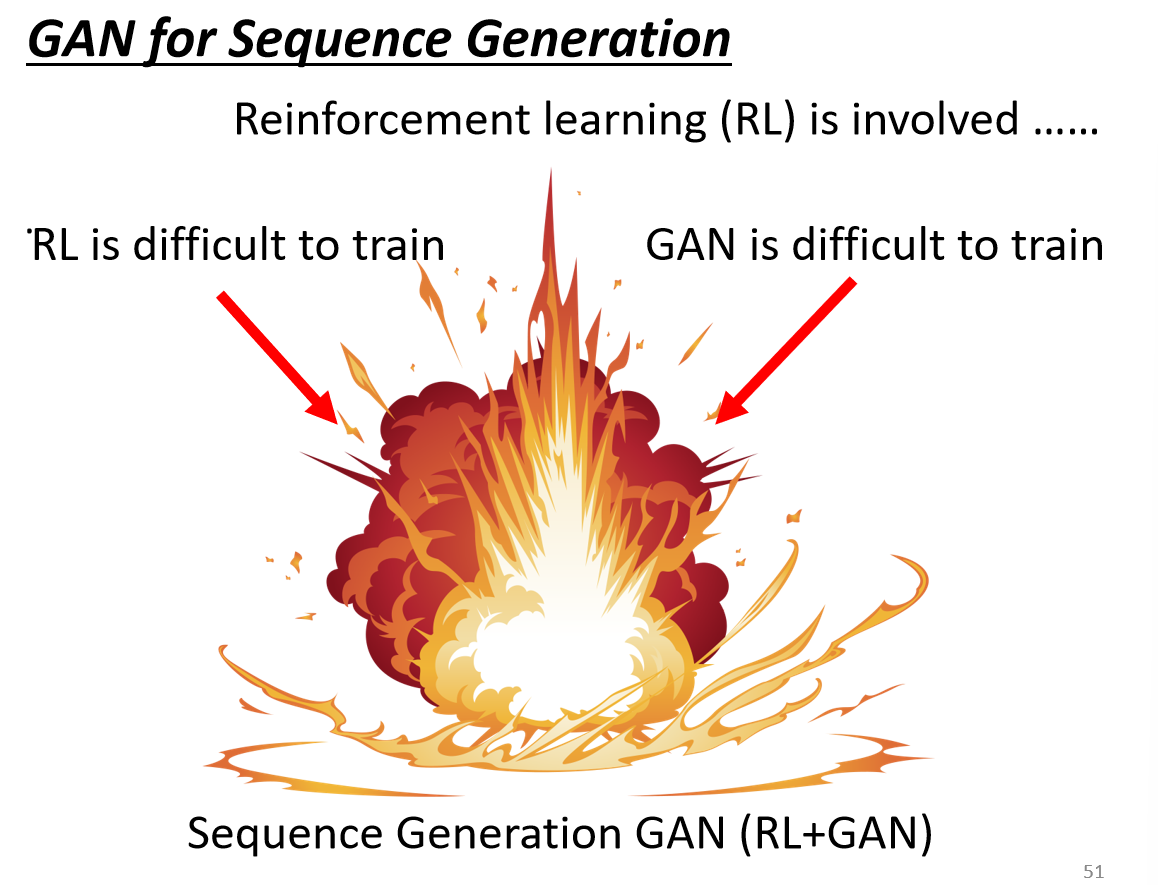 GAN for Sequence Generation
Reinforcement learning (RL) is involved ……
RL is difficult to train
GAN is difficult to train
Sequence Generation GAN (RL+GAN)
51